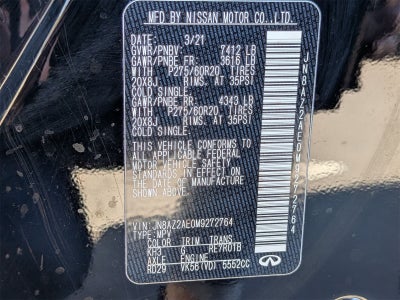 MFD BY NISSAN MOTOR CO.,LTD.
DATE: 3/21
GVWR/PNBV: 7412 LB
GAWR/PNBE FR: 3616 LB
WITH P275/60R20 TIRES
20X8J RIMS, AT 35PSI
COLD SINGLE
GAWR/PNBE RR: 4343 LB
WITH P275/60R20 TIRES
20X8J RIMS, AT 35PSI
COLD SINGLE
THIS VEHICLE CONFORMS TO
ALL APPLICABLE FEDERAL
MOTOR VEHICLE SAFETY
STANDARDS IN EFFECT ON THE
DATE OF MANUFACTURE
SHOWN ABOVE.
VIN: JN8AZ2AE0M9272764
TYPE: MPV
COLOR TRIM TRANS
KH3 G RE7R01B
AXLE ENGINE
RD29 VK56(VD) 5552CC
JN8AZ2AE0M9272764
INFINITI